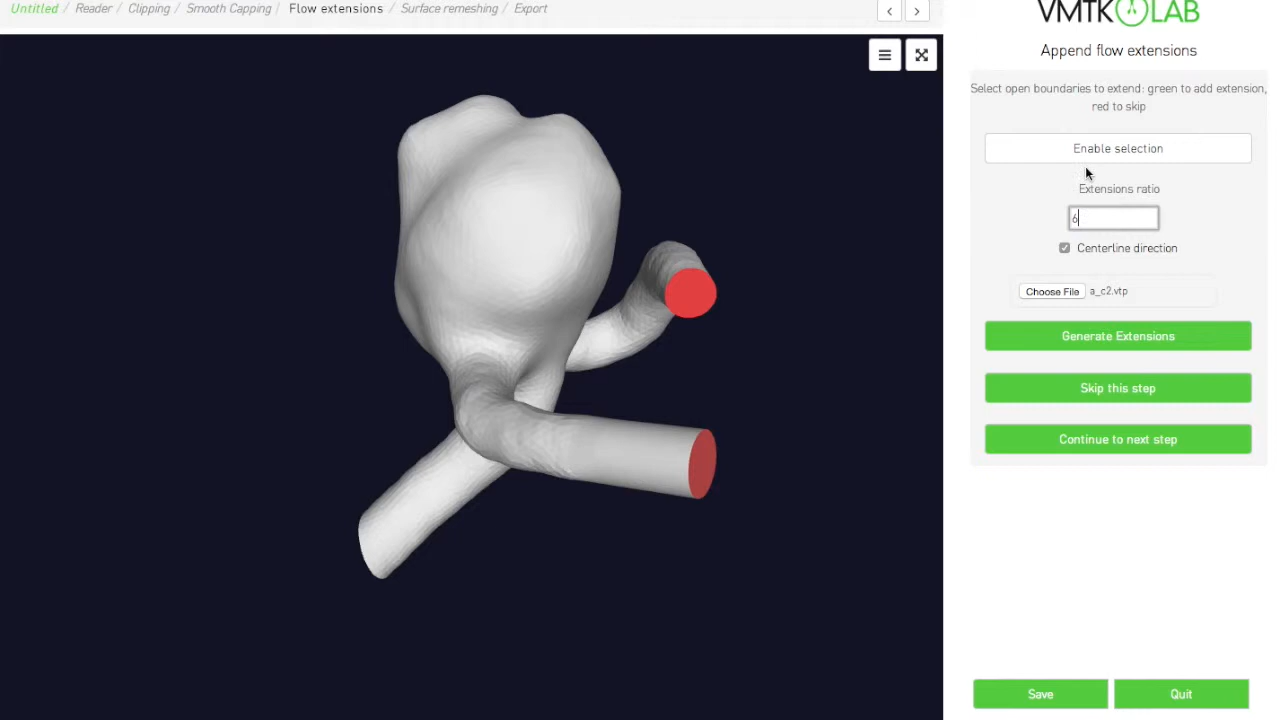 Untitled / Reader / Clipping / Smooth Capping / Flow extensions / Surface remeshing / Export
VMTK LAB
Append flow extensions
Select open boundaries to extend: green to add extension,
red to skip
Enable selection
Extensions ratio
6
Centerline direction
Choose File a_c2.vtp
Generate Extensions
Skip this step
Continue to next step
Save Quit